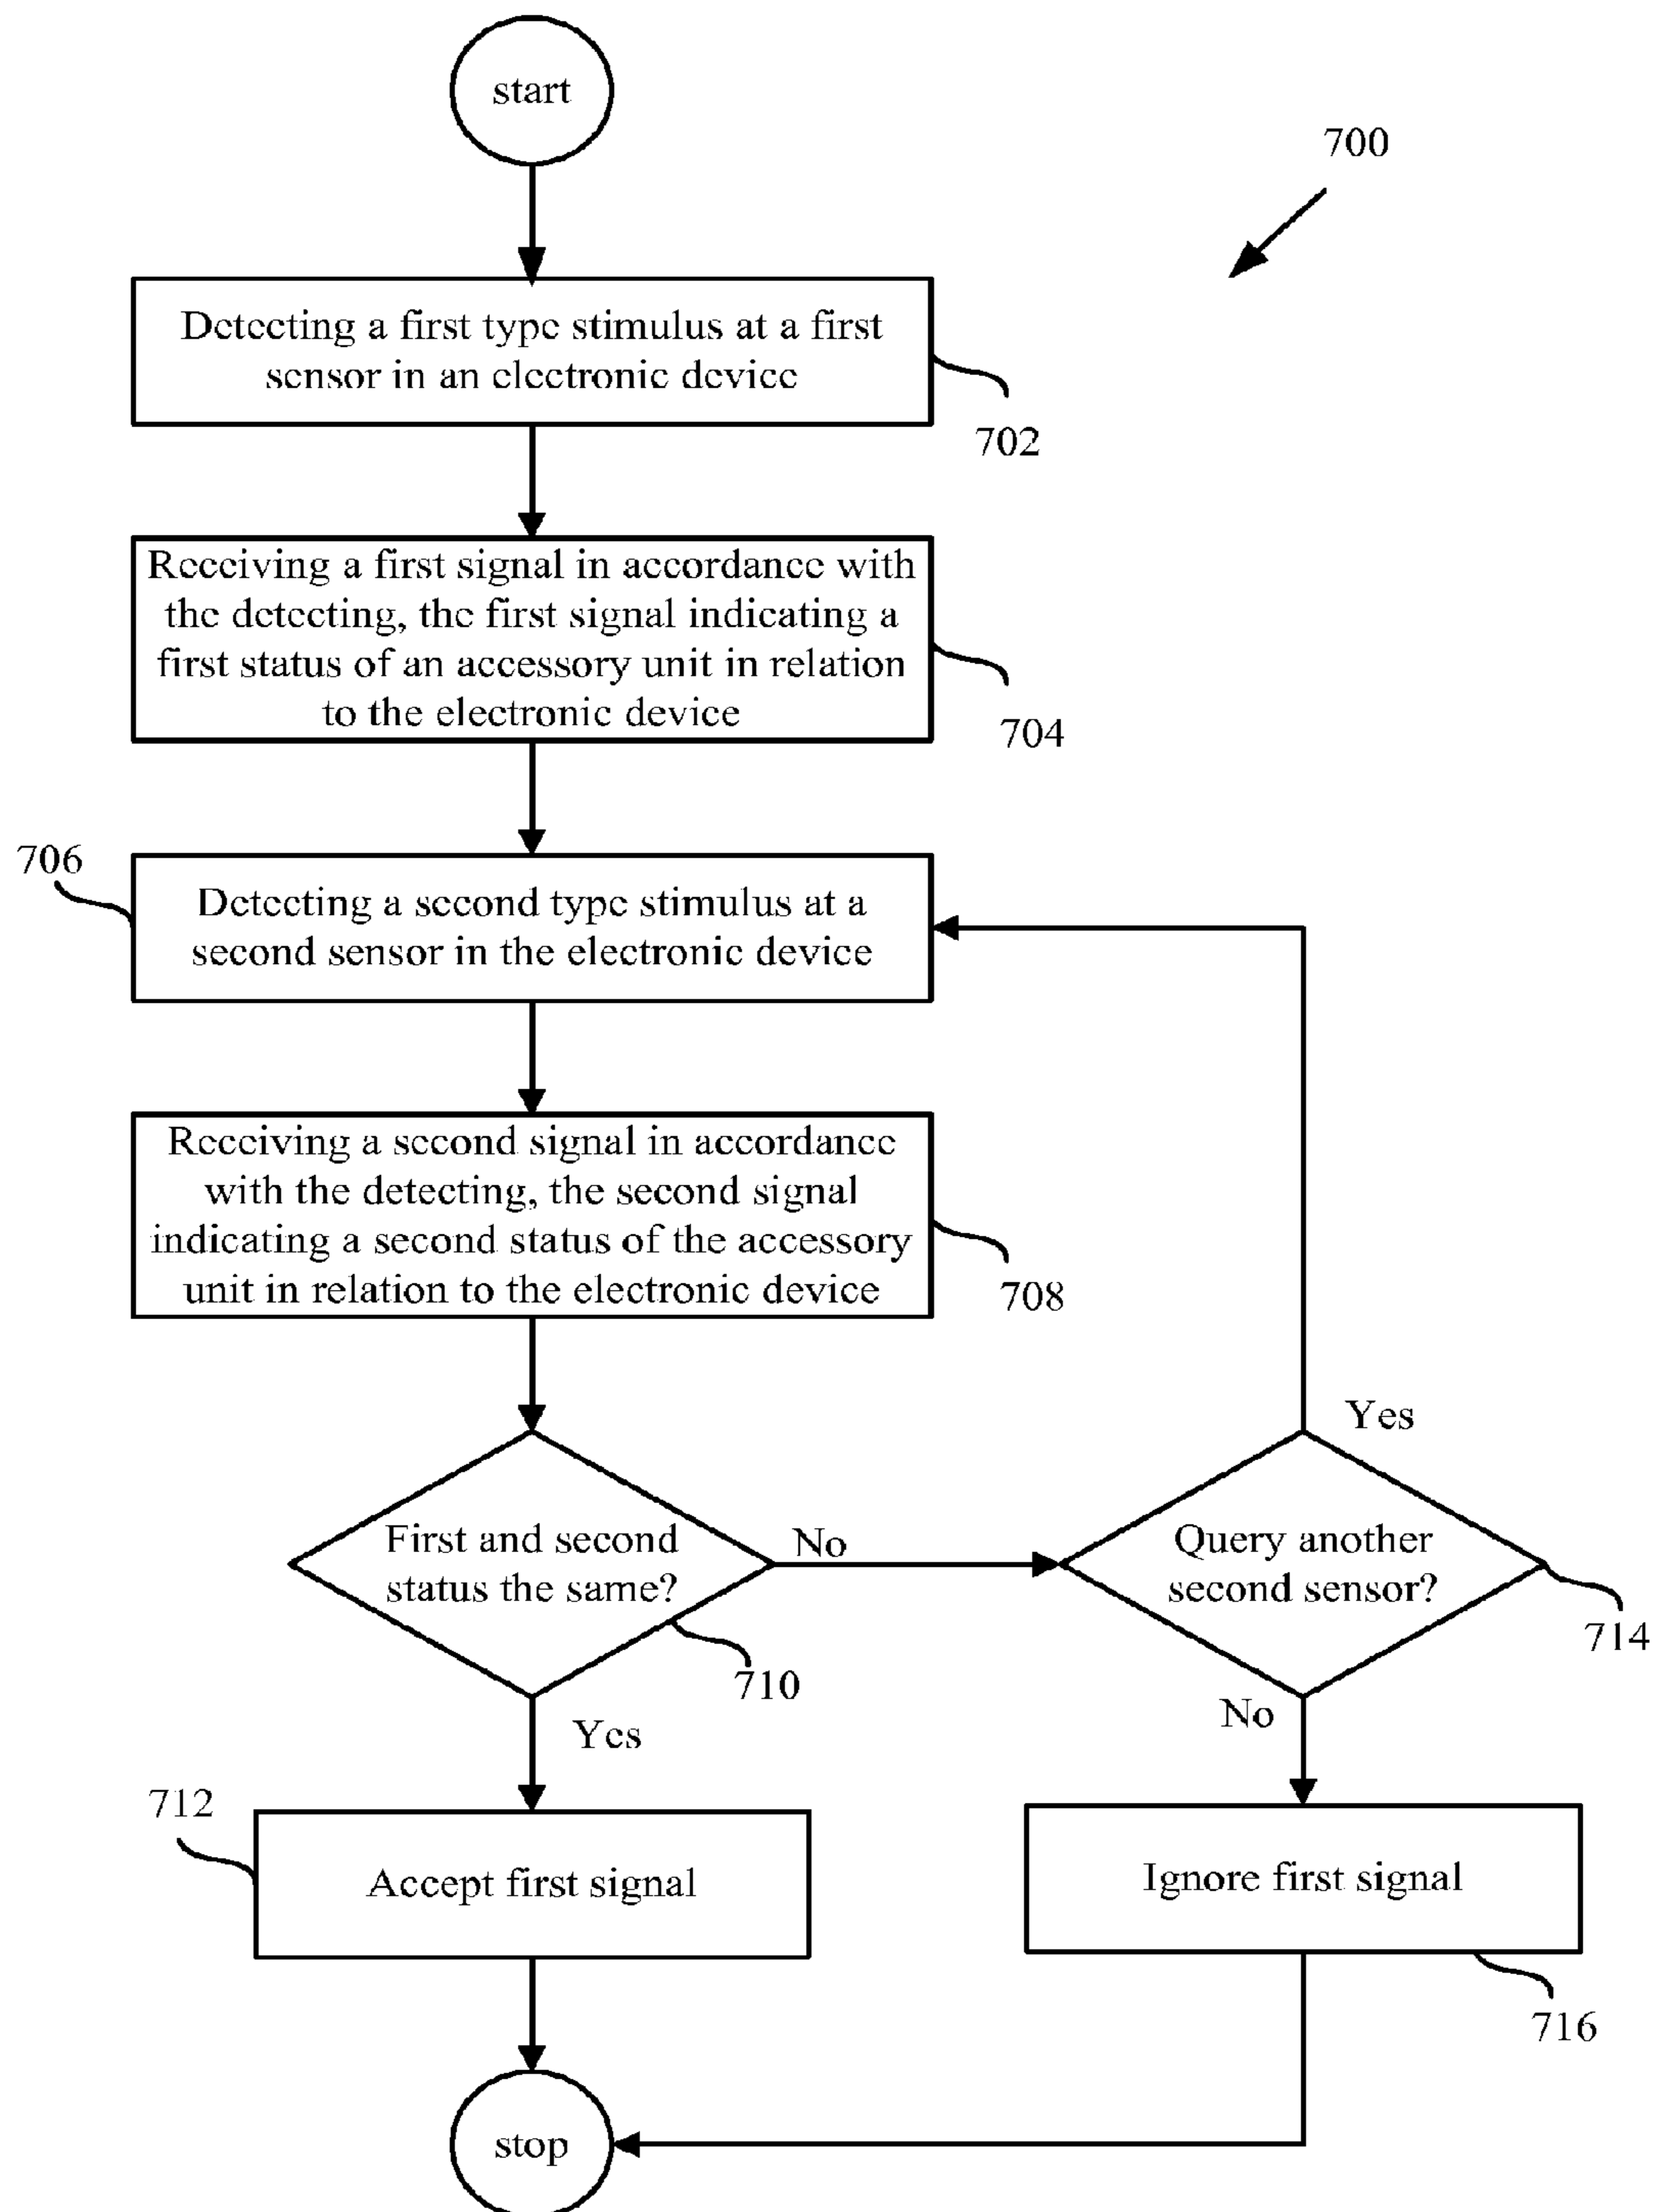 start
700
Detecting a first type stimulus at a first
sensor in an electronic device
702
Receiving a first signal in accordance with
the detecting, the first signal indicating a
first status of an accessory unit in relation
to the electronic device
704
706
Detecting a second type stimulus at a
second sensor in the electronic device
Receiving a second signal in accordance
with the detecting, the second signal
indicating a second status of the accessory
unit in relation to the electronic device
708
Yes
First and second
status the same?
No
Query another
second sensor?
714
710
No
Yes
712
Accept first signal
Ignore first signal
716
stop